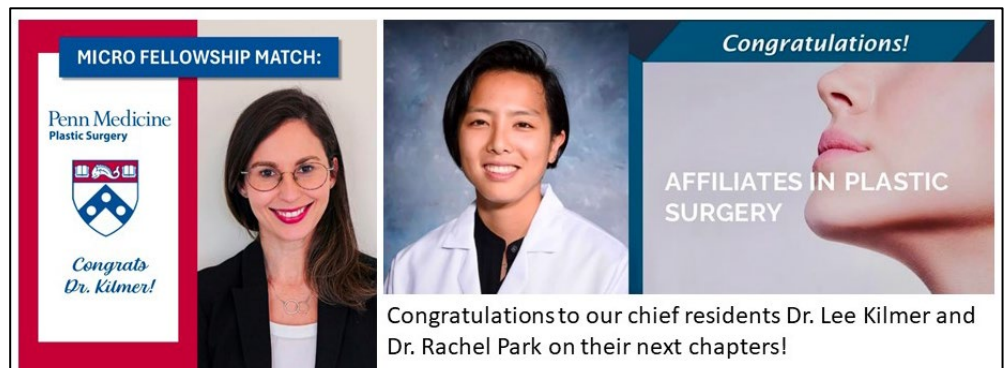 MICRO FELLOWSHIP MATCH:
Penn Medicine
Plastic Surgery
Congrats
Dr. Kilmer!
Congratulations!
AFFILIATES IN PLASTIC
SURGERY
Congratulations to our chief residents Dr. Lee Kilmer and
Dr. Rachel Park on their next chapters!